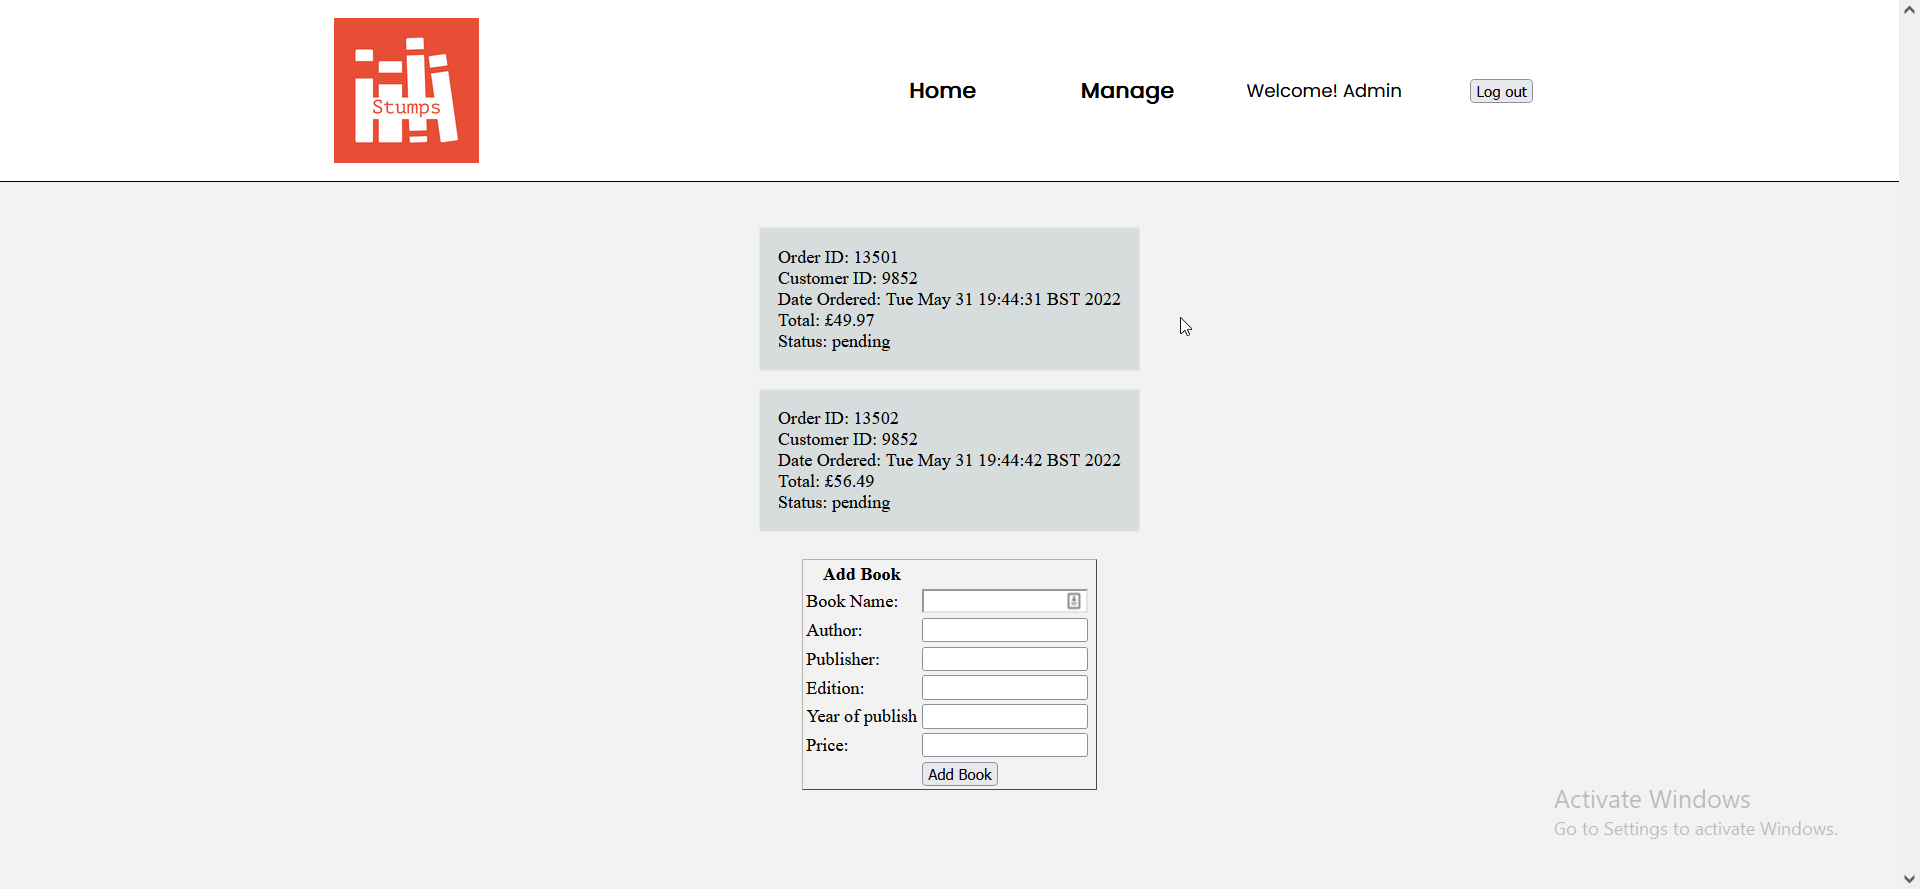 Stumps
Home Manage Welcome! Admin Log out
Order ID: 13501
Customer ID: 9852
Date Ordered: Tue May 31 19:44:31 BST 2022
Total: £49.97
Status: pending
Order ID: 13502
Customer ID: 9852
Date Ordered: Tue May 31 19:44:42 BST 2022
Total: £56.49
Status: pending
Add Book
Book Name:
Author:
Publisher:
Edition:
Year of publish
Price:
Add Book
Activate Windows
Go to Settings to activate Windows.